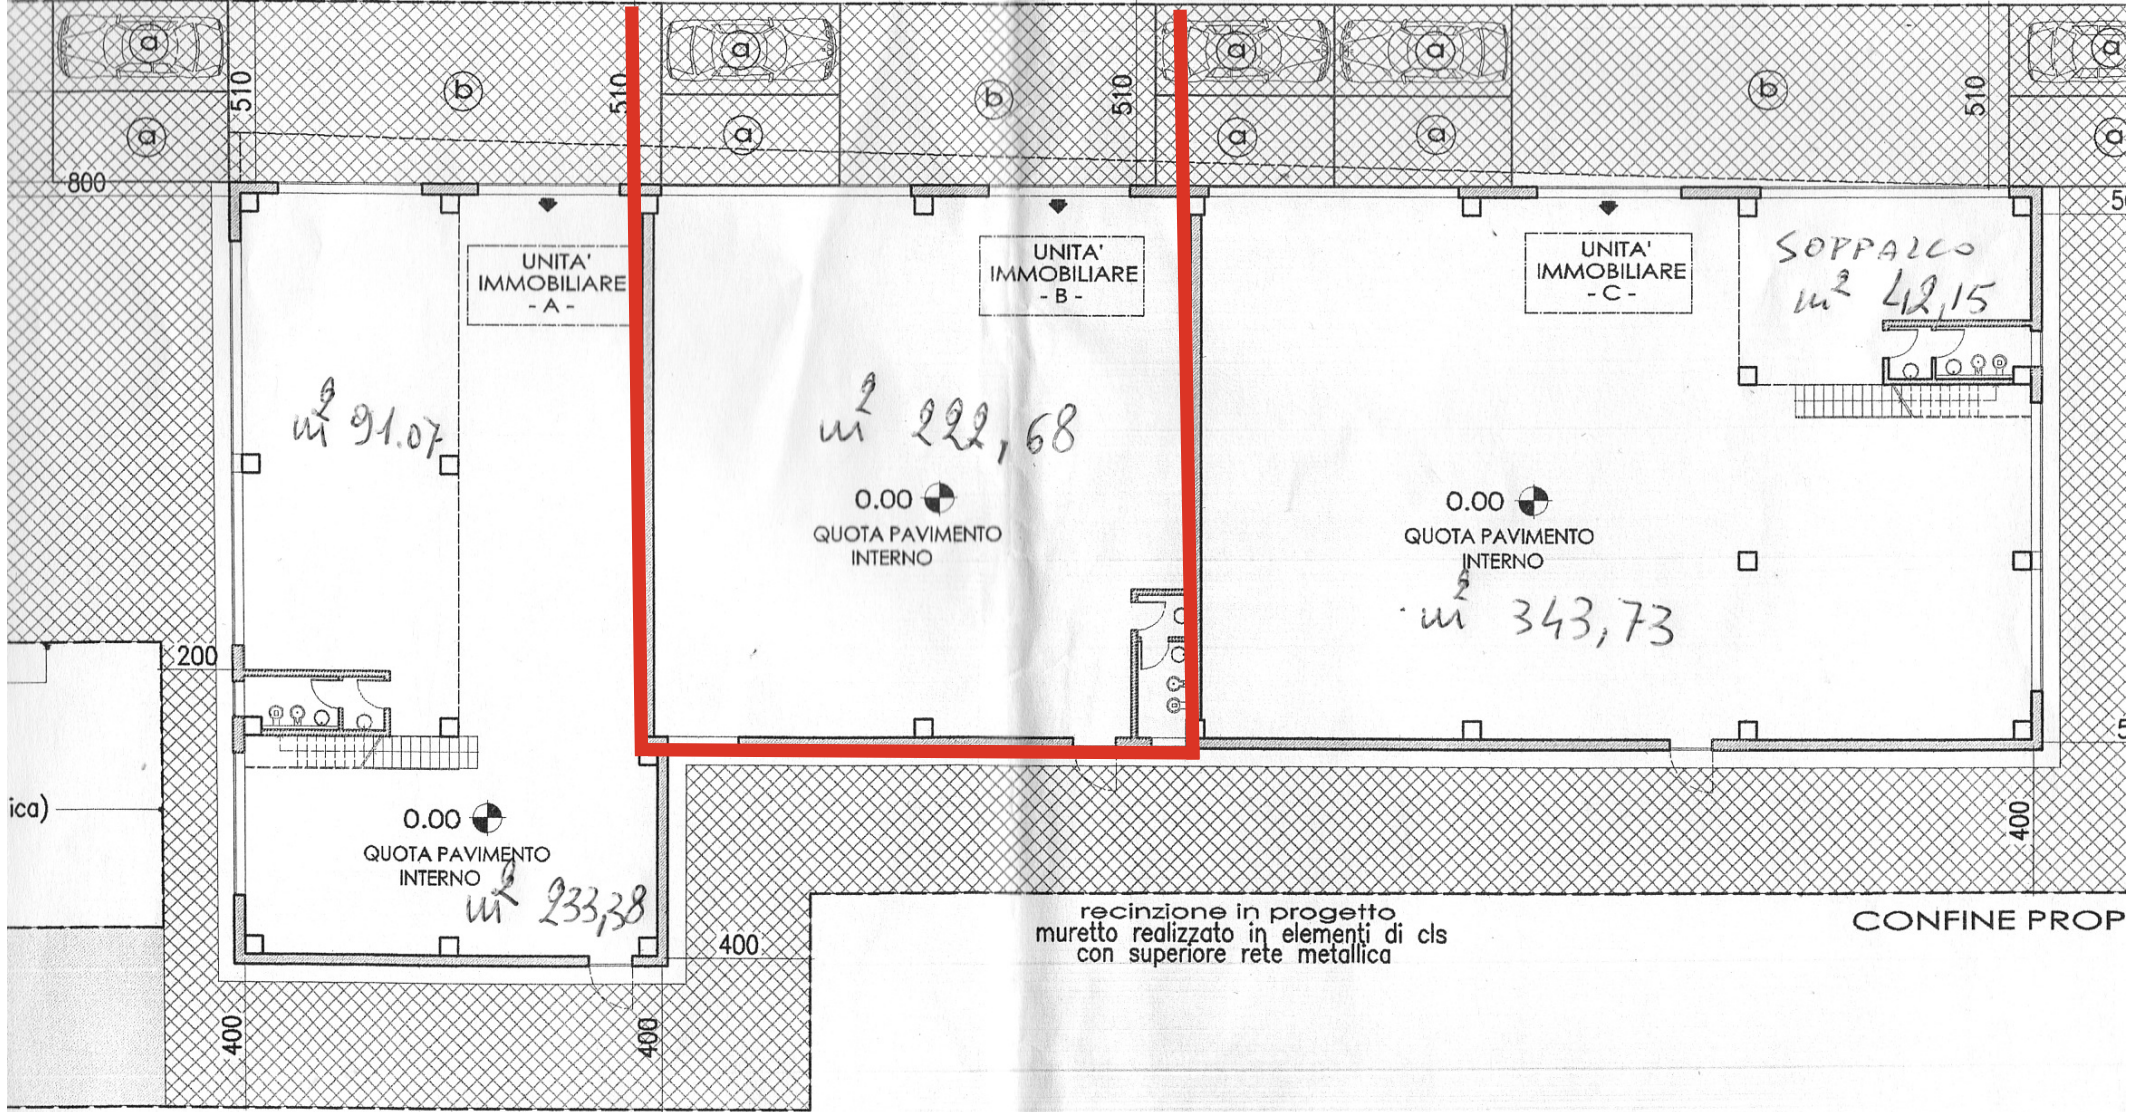 a
510
b
510
a
b
510
a
a
b
510
a
a
a
a
a
a
800
50
UNITA'
IMMOBILIARE
- A -
UNITA'
IMMOBILIARE
- B -
UNITA'
IMMOBILIARE
- C -
SOPPALCO
m² 42,15
m² 91.07
m² 222,68
0.00
QUOTA PAVIMENTO
INTERNO
0.00
QUOTA PAVIMENTO
INTERNO
m² 343,73
200
5
ica)
0.00
QUOTA PAVIMENTO
INTERNO
m² 233,38
400
400
recinzione in progetto
muretto realizzato in elementi di cls
con superiore rete metallica
CONFINE PROP
400
400